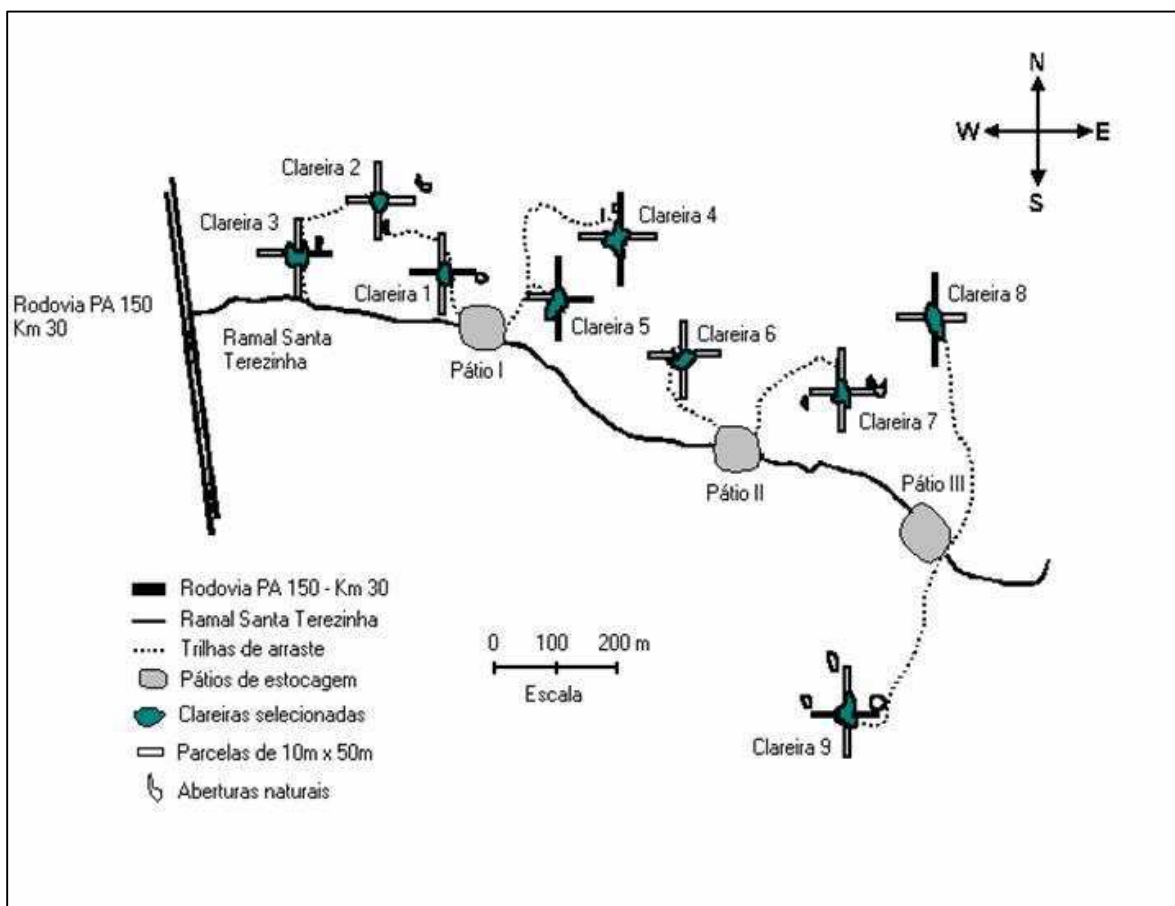 N
W E
S
Clareira 2
Clareira 3
Clareira 4
Clareira 1
Clareira 5
Clareira 8
Rodovia PA 150
Km 30
Ramal Santa
Terezinha
Pátio I
Clareira 6
Clareira 7
Pátio II
Pátio III
Rodovia PA 150 - Km 30
Ramal Santa Terezinha
Trilhas de arraste
Pátios de estocagem
Clareiras selecionadas
Parcelas de 10m x 50m
Aberturas naturais
0 100 200 m
Escala
Clareira 9